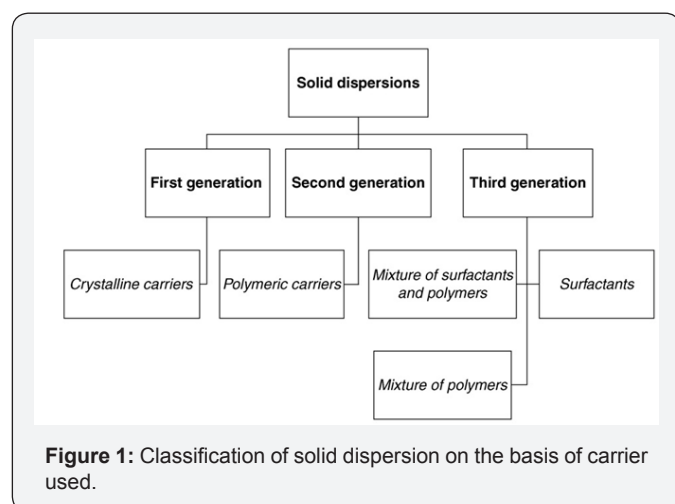 Solid dispersions
First generation
Second generation
Third generation
Crystalline carriers
Polymeric carriers
Mixture of surfactants
and polymers
Surfactants
Mixture of polymers
Figure 1: Classification of solid dispersion on the basis of carrier
used.